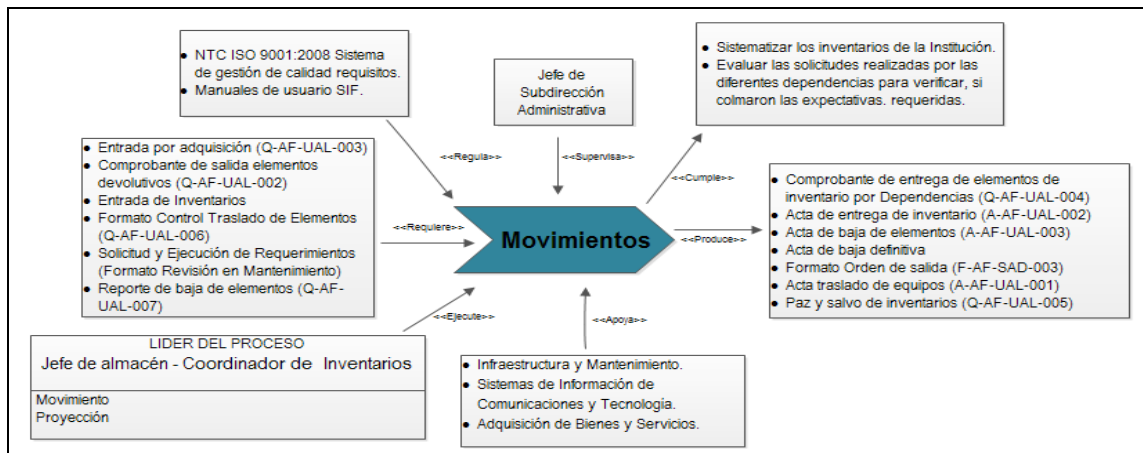 • NTC ISO 9001:2008 Sistema
de gestión de calidad requisitos.
• Manuales de usuario SIF.
Jefe de
Subdirección
Administrativa
• Sistematizar los inventarios de la Institución.
• Evaluar las solicitudes realizadas por las
diferentes dependencias para verificar, si
colmaron las expectativas. requeridas.
<<Regula>>
<<Supervisa>>
<<Cumple>>
• Entrada por adquisición (Q-AF-UAL-003)
• Comprobante de salida elementos
devolutivos (Q-AF-UAL-002)
• Entrada de Inventarios
• Formato Control Traslado de Elementos
(Q-AF-UAL-006)
• Solicitud y Ejecución de Requerimientos
(Formato Revisión en Mantenimiento)
• Reporte de baja de elementos (Q-AF-
UAL-007)
<<Requiere>>
Movimientos
<<Produce>>
• Comprobante de entrega de elementos de
inventario por Dependencias (Q-AF-UAL-004)
• Acta de entrega de inventario (A-AF-UAL-002)
• Acta de baja de elementos (A-AF-UAL-003)
• Acta de baja definitiva
• Formato Orden de salida (F-AF-SAD-003)
• Acta traslado de equipos (A-AF-UAL-001)
• Paz y salvo de inventarios (Q-AF-UAL-005)
<<Ejecute>>
<<Apoya>>
LIDER DEL PROCESO
Jefe de almacén - Coordinador de Inventarios
Movimiento
Proyección
• Infraestructura y Mantenimiento.
• Sistemas de Información de
Comunicaciones y Tecnología.
• Adquisición de Bienes y Servicios.